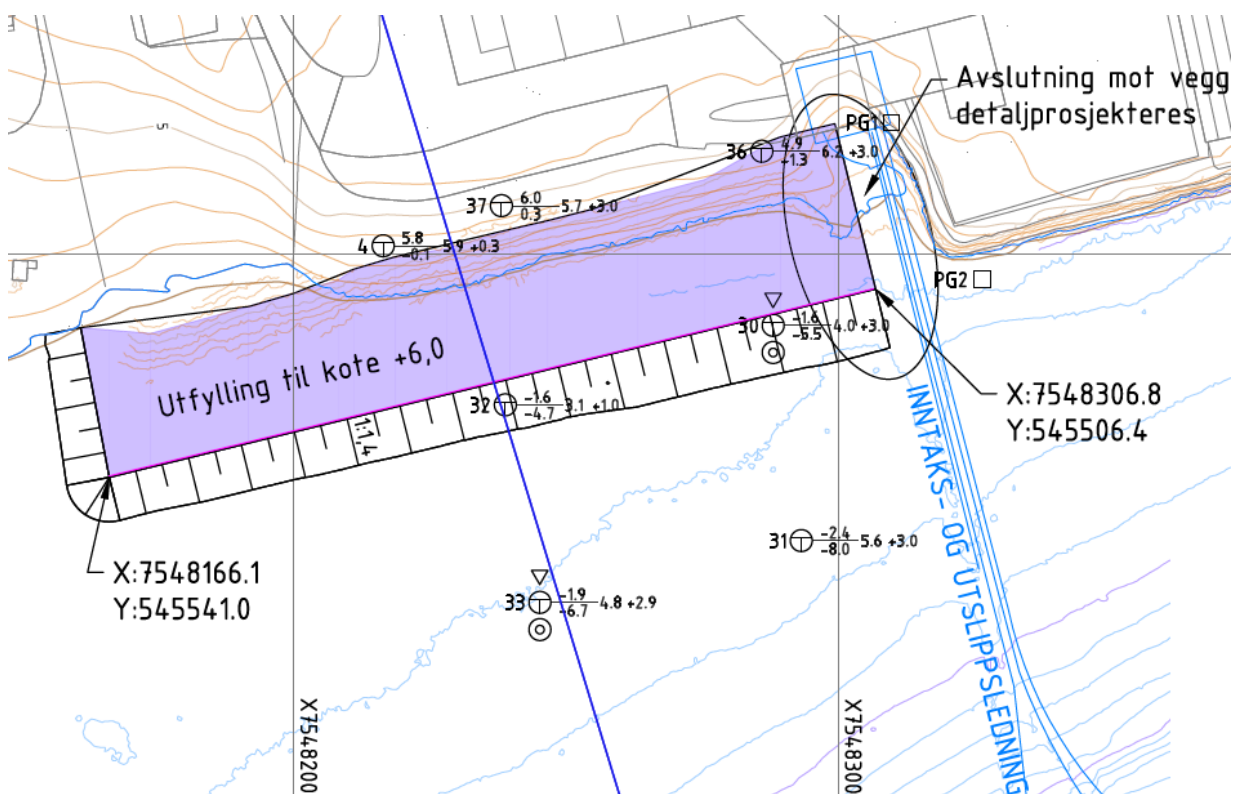 Avslutning mot vegg
detaljprosjekteres
PG1
5
36 4.9 6.2 +3.0
-1.3
37 6.0 5.7 +3.0
0.3
4 5.8 5.9 +0.3
-0.1
PG2
30 -1.6 4.0 +3.0
-5.5
Utfylling til kote +6,0
32 -1.6 3.1 +1.0
-4.7
1:1,4
X:7548306.8
Y:545506.4
INNTAKS- OG UTSLIPPSLEDNING
31 -2.4 5.6 +3.0
-8.0
X:7548166.1
Y:545541.0
33 -1.9 4.8 +2.9
-6.7
X7548200
X7548300